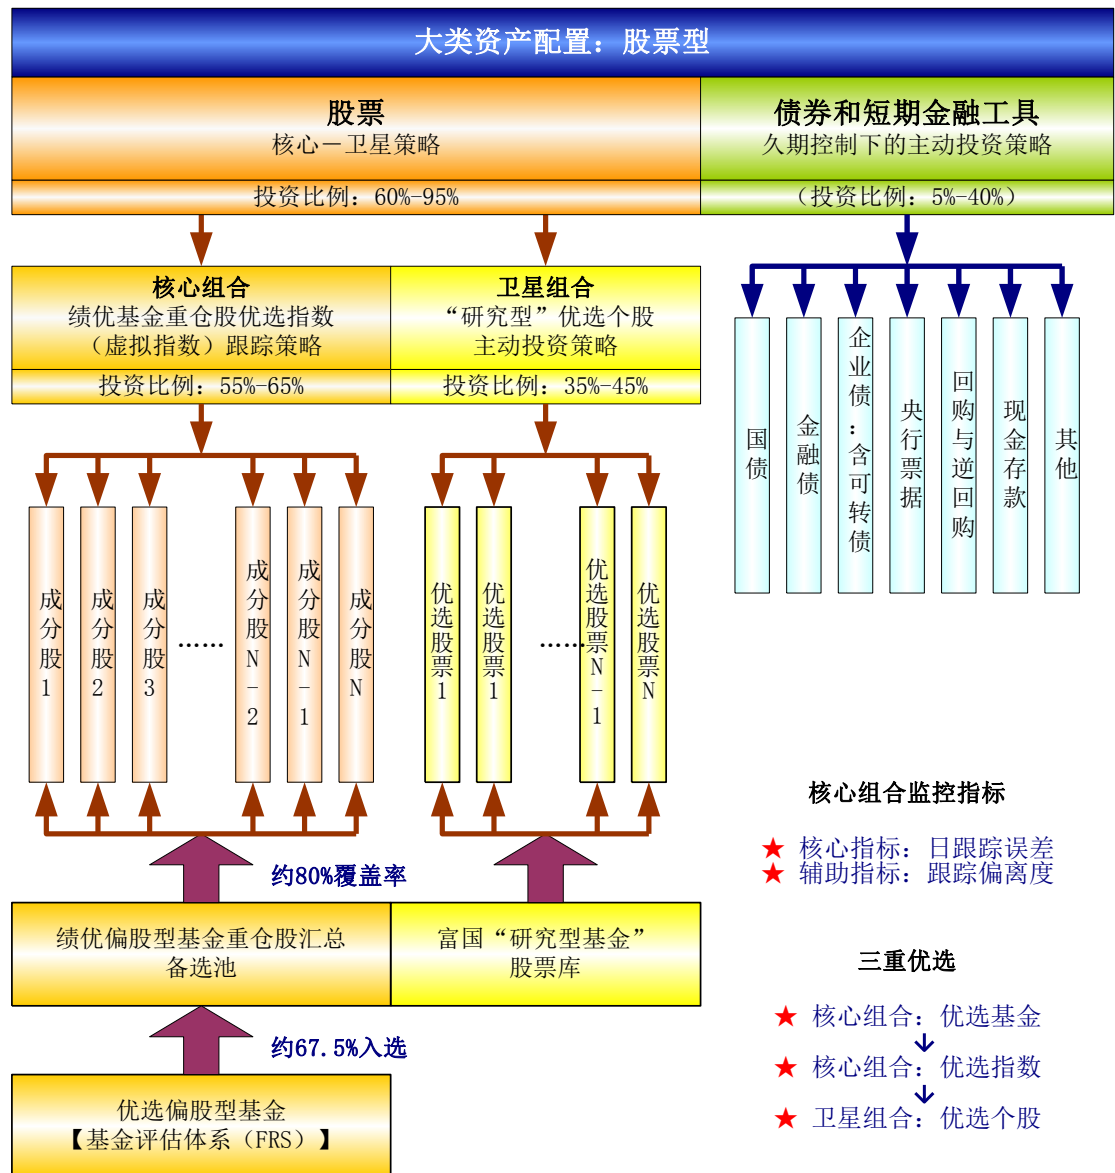 大类资产配置：股票型
股票
核心－卫星策略
投资比例：60%-95%
债券和短期金融工具
久期控制下的主动投资策略
（投资比例：5%-40%）
核心组合
绩优基金重仓股优选指数
（虚拟指数）跟踪策略
投资比例：55%-65%
卫星组合
“研究型”优选个股
主动投资策略
投资比例：35%-45%
国债
金融债
企业债：含可转债
央行票据
回购与逆回购
现金存款
其他
成分股1
成分股2
成分股3
……
成分股N-2
成分股N-1
成分股N
优选股票1
优选股票1
……
优选股票N-1
优选股票N
约80%覆盖率
绩优偏股型基金重仓股汇总
备选池
富国“研究型基金”
股票库
约67.5%入选
优选偏股型基金
【基金评估体系（FRS）】
核心组合监控指标
★ 核心指标：日跟踪误差
★ 辅助指标：跟踪偏离度
三重优选
★ 核心组合：优选基金
★ 核心组合：优选指数
★ 卫星组合：优选个股